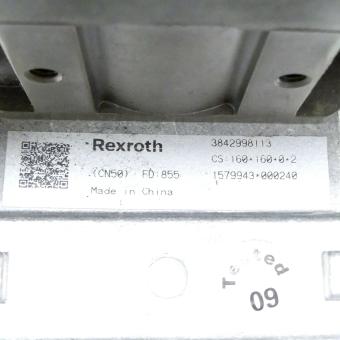 Rexroth
3842998113
CS:160•160•0•2
(CN50) FD:855
1579943•000240
Made in China
Tested
09